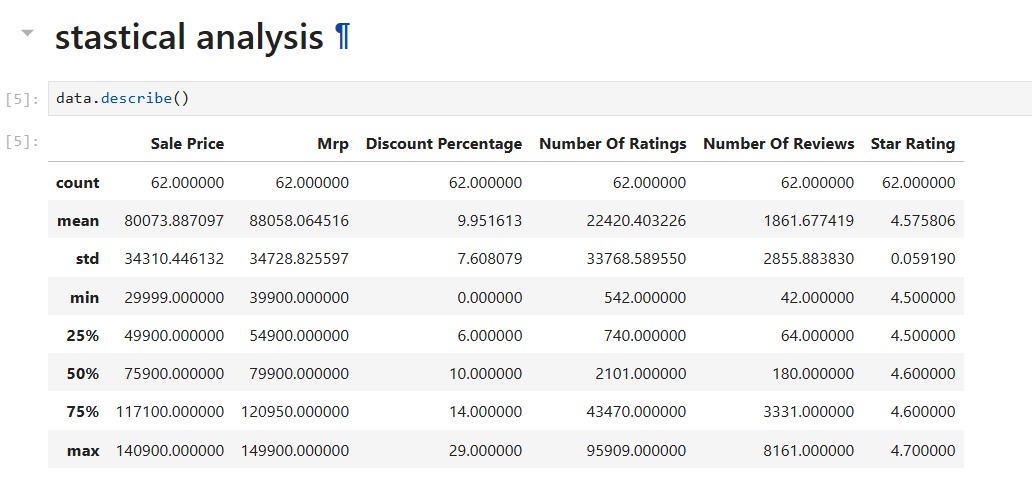 stastical analysis ¶
[5]: data.describe()
[5]: Sale Price Mrp Discount Percentage Number Of Ratings Number Of Reviews Star Rating
count 62.000000 62.000000 62.000000 62.000000 62.000000 62.000000
mean 80073.887097 88058.064516 9.951613 22420.403226 1861.677419 4.575806
std 34310.446132 34728.825597 7.608079 33768.589550 2855.883830 0.059190
min 29999.000000 39900.000000 0.000000 542.000000 42.000000 4.500000
25% 49900.000000 54900.000000 6.000000 740.000000 64.000000 4.500000
50% 75900.000000 79900.000000 10.000000 2101.000000 180.000000 4.600000
75% 117100.000000 120950.000000 14.000000 43470.000000 3331.000000 4.600000
max 140900.000000 149900.000000 29.000000 95909.000000 8161.000000 4.700000